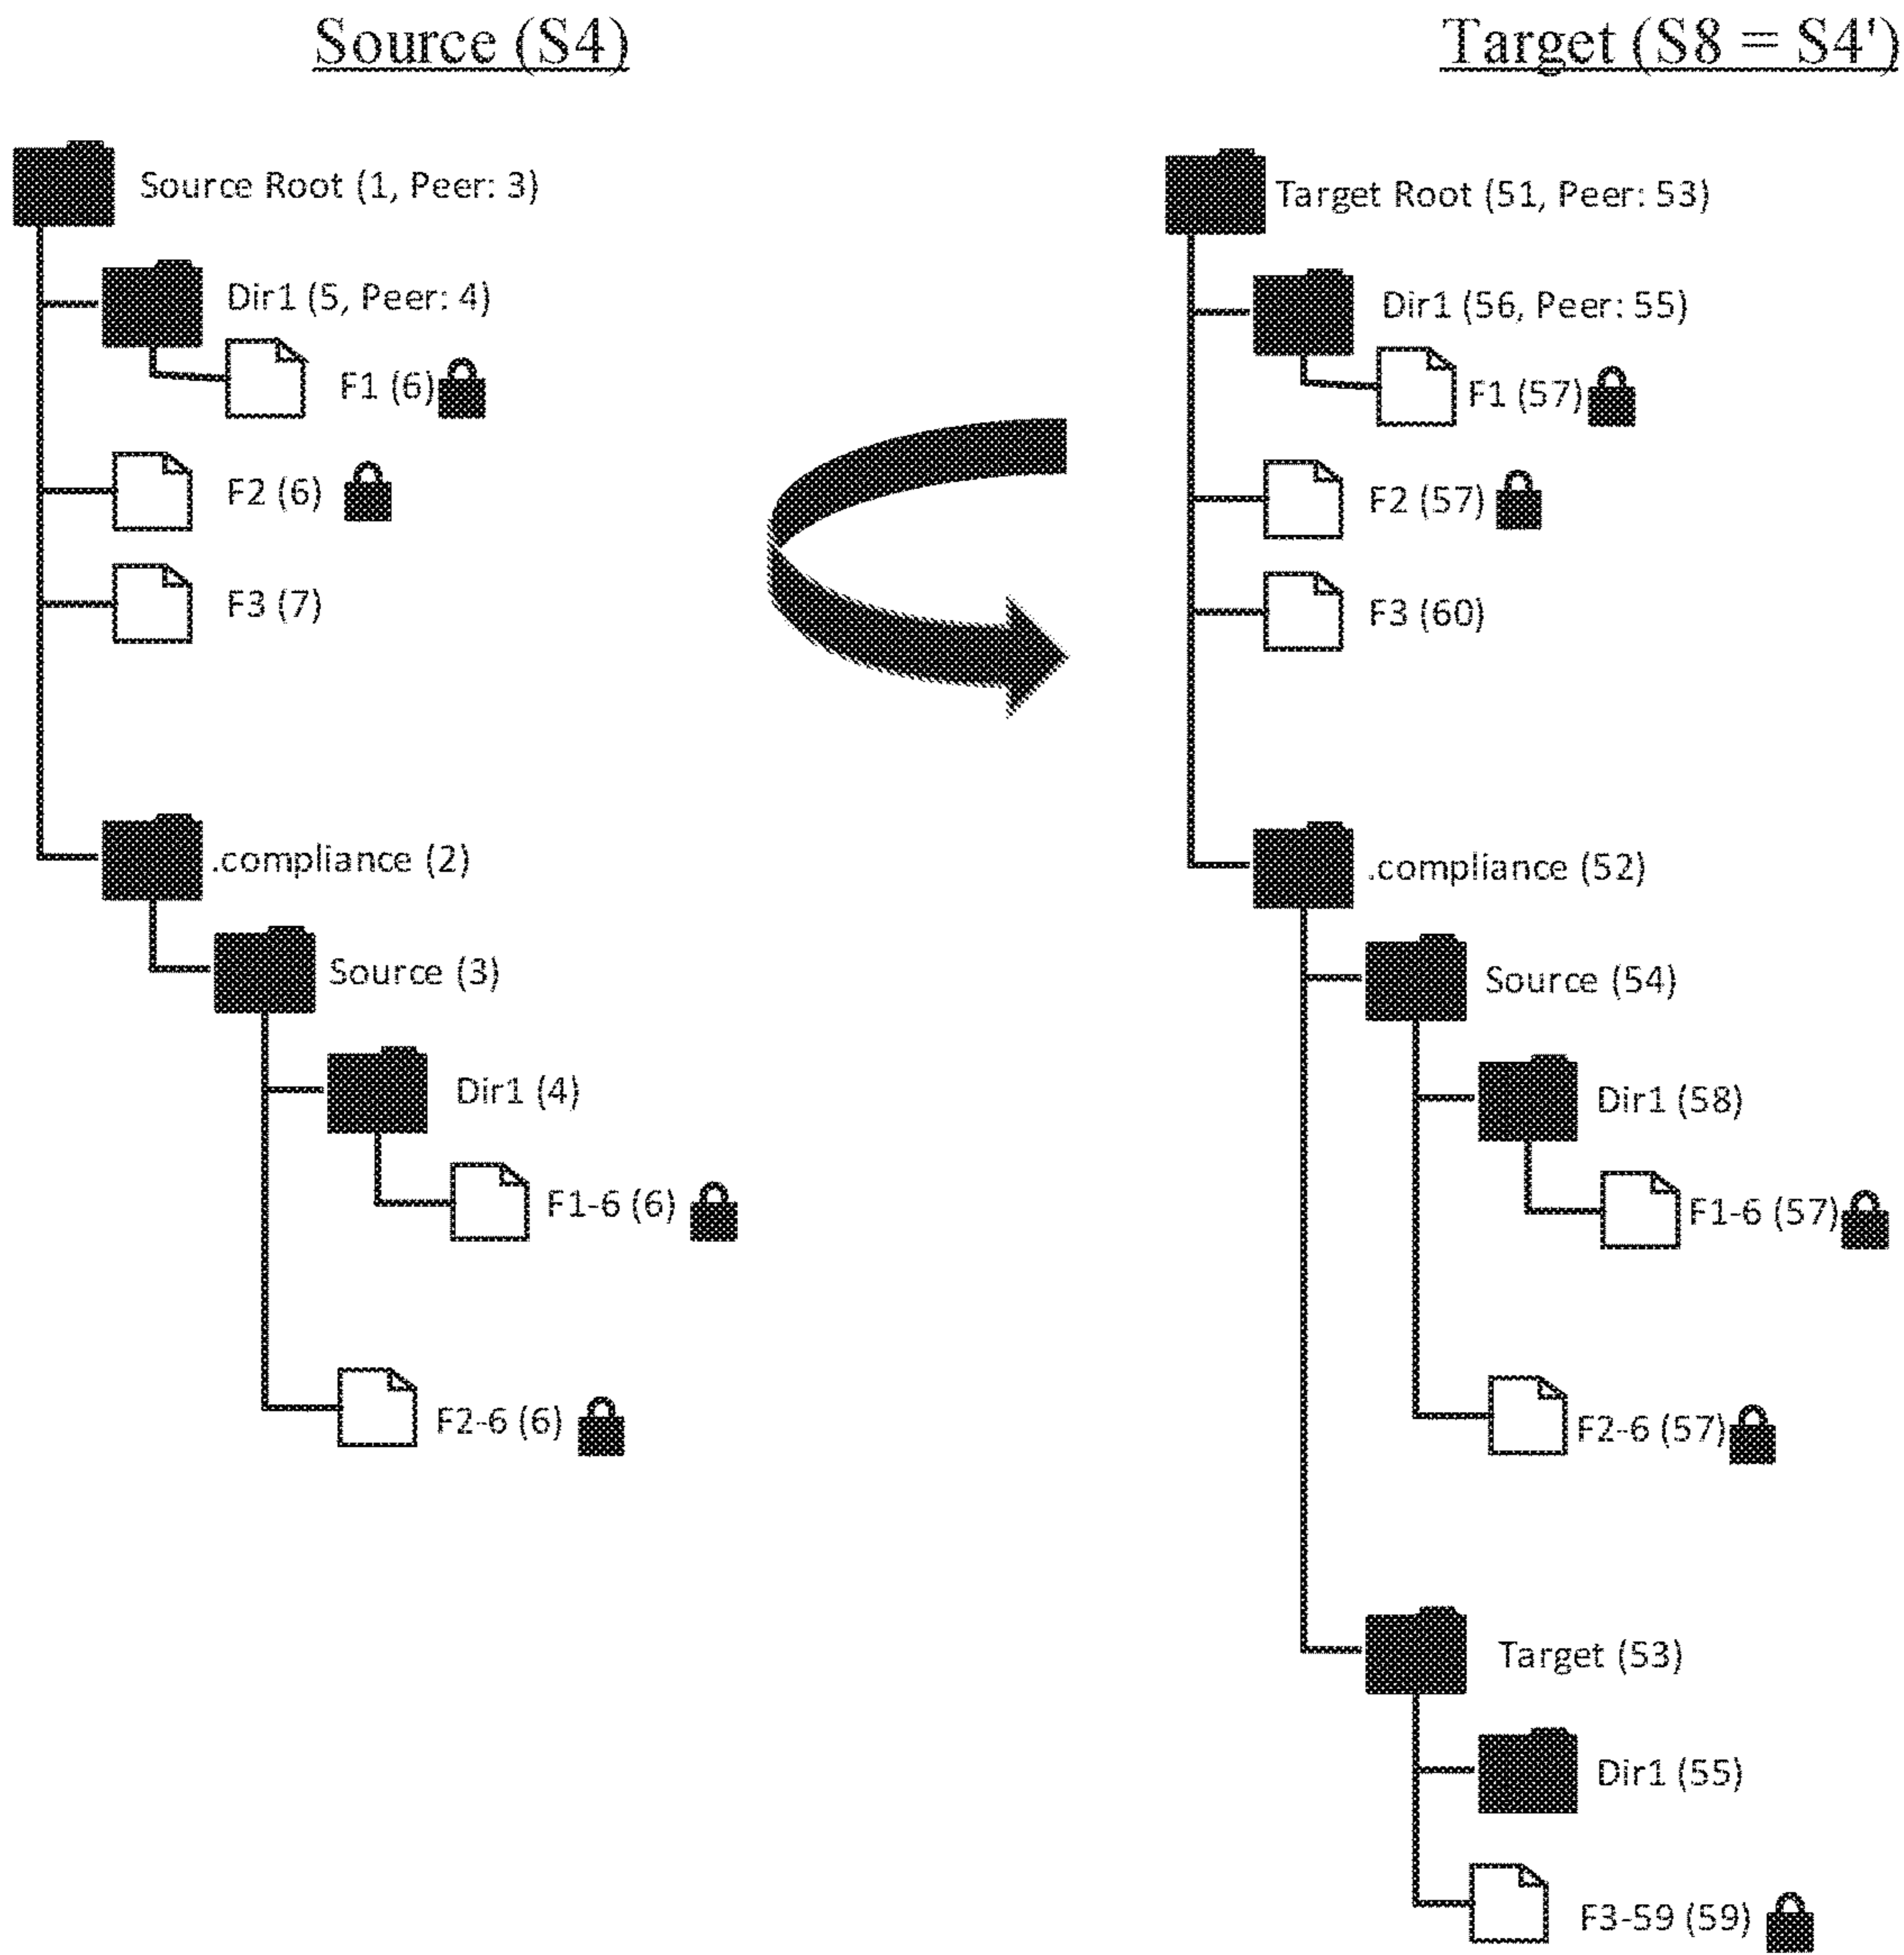 Source (S4)
Source Root (1, Peer: 3)
Dir1 (5, Peer: 4)
F1 (6)
F2 (6)
F3 (7)
.compliance (2)
Source (3)
Dir1 (4)
F1-6 (6)
F2-6 (6)
Target (S8 = S4')
Target Root (51, Peer: 53)
Dir1 (56, Peer: 55)
F1 (57)
F2 (57)
F3 (60)
.compliance (52)
Source (54)
Dir1 (58)
F1-6 (57)
F2-6 (57)
Target (53)
Dir1 (55)
F3-59 (59)